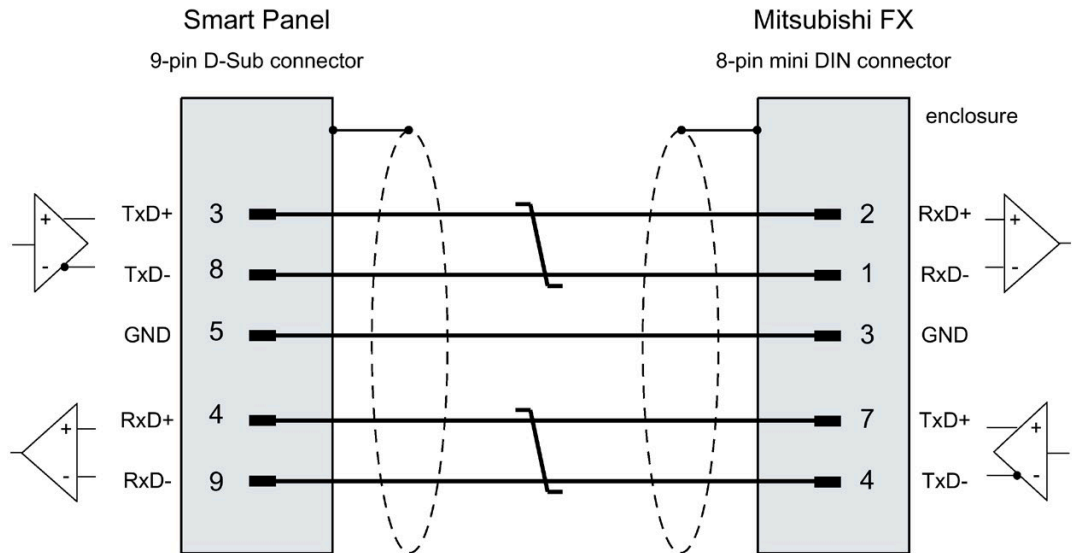 Smart Panel Mitsubishi FX
9-pin D-Sub connector 8-pin mini DIN connector
enclosure
+ TxD+ 3 2 RxD+ +
- TxD- 8 1 RxD- -
GND 5 3 GND
+ RxD+ 4 7 TxD+ +
- RxD- 9 4 TxD- -